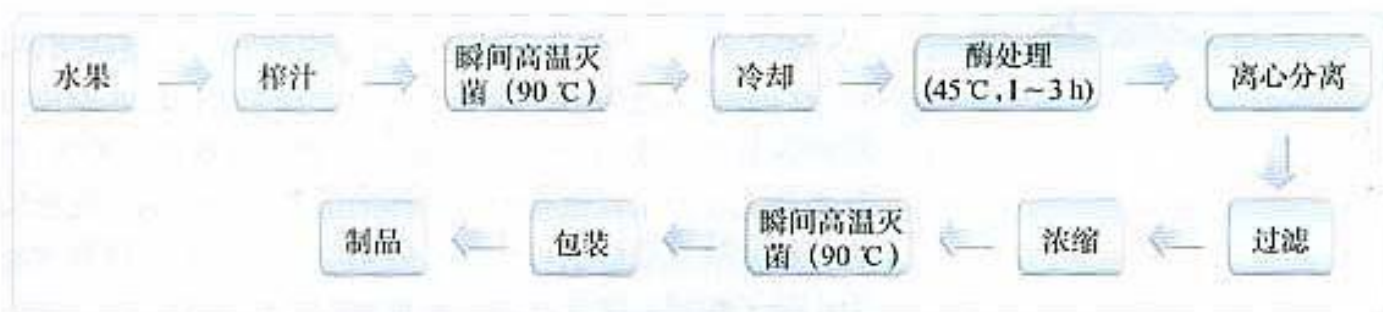 水果
榨汁
瞬间高温灭
菌 (90 ℃)
冷却
酶处理
(45℃,1~3 h)
离心分离
过滤
浓缩
瞬间高温灭
菌 (90 ℃)
包装
制品